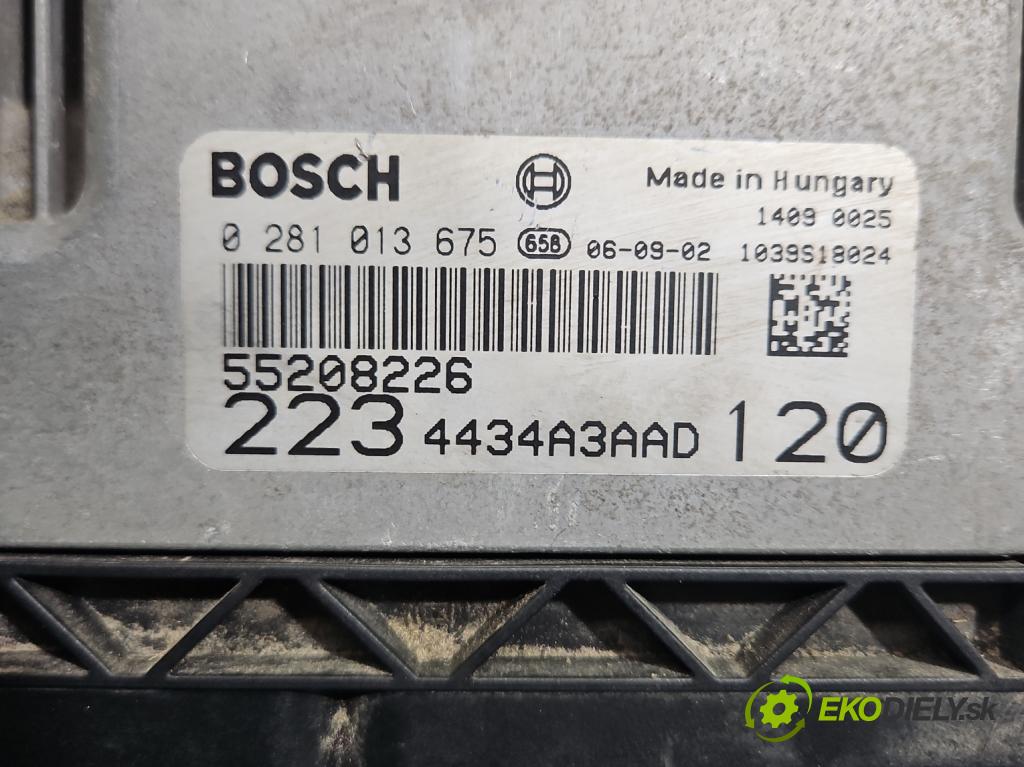 BOSCH Made in Hungary
1409 0025
0 281 013 675 658 06-09-02 1039S18024
55208226
223 4434A3AAD 120
EKODIELY.sk